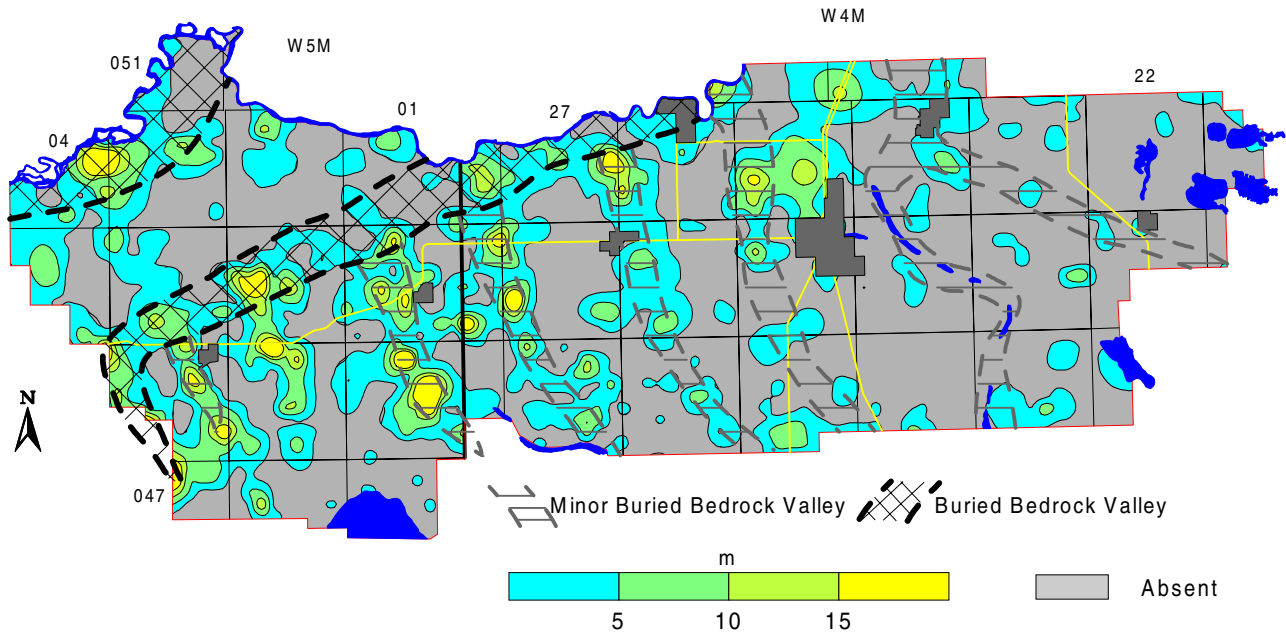 W5M
W4M
051
22
01
27
04
N
047
Minor Buried Bedrock Valley
Buried Bedrock Valley
m
5
10
15
Absent